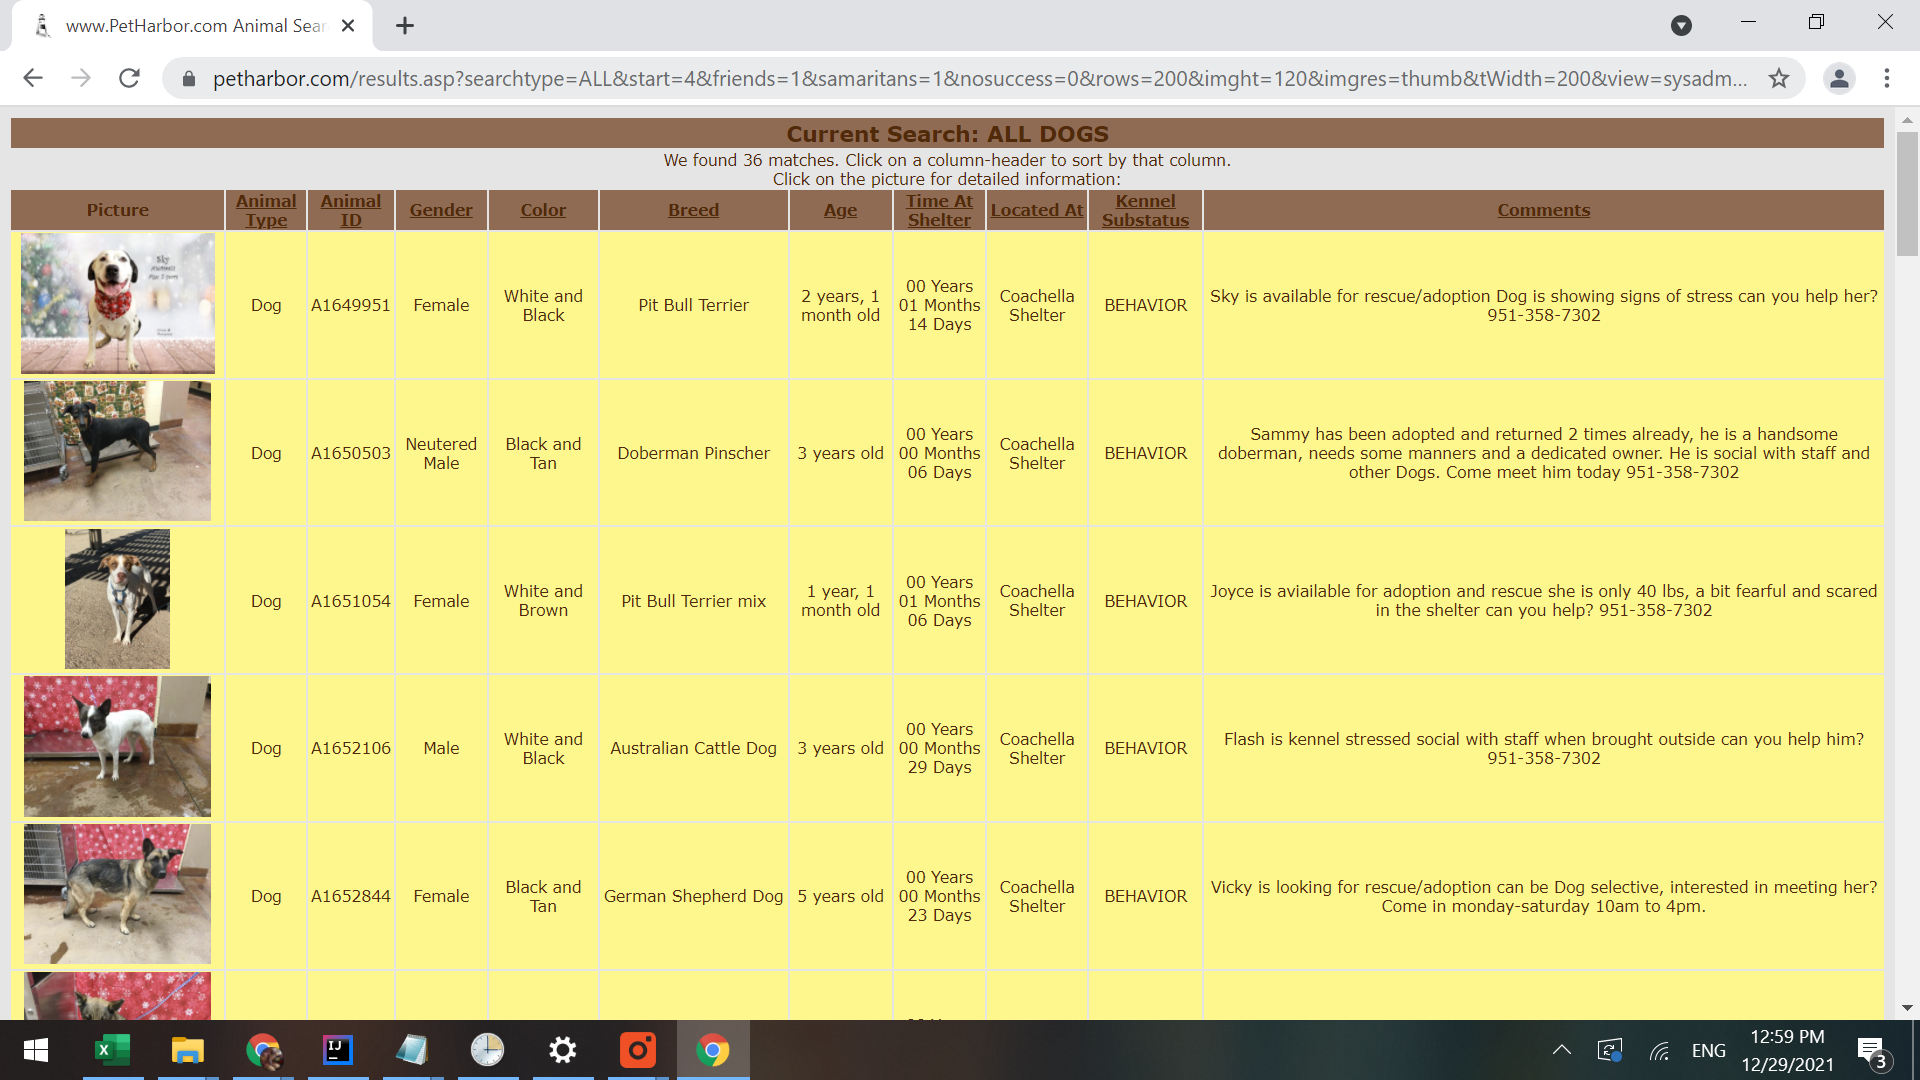 www.PetHarbor.com Animal Sear
petharbor.com/results.asp?searchtype=ALL&start=4&friends=1&samaritans=1&nosuccess=0&rows=200&imght=120&imgres=thumb&tWidth=200&view=sysadm...
Current Search: ALL DOGS
We found 36 matches. Click on a column-header to sort by that column.
Click on the picture for detailed information:
Picture
Animal
Type
Animal
ID
Gender
Color
Breed
Age
Time At
Shelter
Located At
Kennel
Substatus
Comments
Sky
Dog
A1649951
Female
White and
Black
Pit Bull Terrier
2 years, 1
month old
00 Years
01 Months
14 Days
Coachella
Shelter
BEHAVIOR
Sky is available for rescue/adoption Dog is showing signs of stress can you help her?
951-358-7302
Dog
A1650503
Neutered
Male
Black and
Tan
Doberman Pinscher
3 years old
00 Years
00 Months
06 Days
Coachella
Shelter
BEHAVIOR
Sammy has been adopted and returned 2 times already, he is a handsome
doberman, needs some manners and a dedicated owner. He is social with staff and
other Dogs. Come meet him today 951-358-7302
Dog
A1651054
Female
White and
Brown
Pit Bull Terrier mix
1 year, 1
month old
00 Years
01 Months
06 Days
Coachella
Shelter
BEHAVIOR
Joyce is aviailable for adoption and rescue she is only 40 lbs, a bit fearful and scared
in the shelter can you help? 951-358-7302
Dog
A1652106
Male
White and
Black
Australian Cattle Dog
3 years old
00 Years
00 Months
29 Days
Coachella
Shelter
BEHAVIOR
Flash is kennel stressed social with staff when brought outside can you help him?
951-358-7302
Dog
A1652844
Female
Black and
Tan
German Shepherd Dog
5 years old
00 Years
00 Months
23 Days
Coachella
Shelter
BEHAVIOR
Vicky is looking for rescue/adoption can be Dog selective, interested in meeting her?
Come in monday-saturday 10am to 4pm.
IJ
ENG
12:59 PM
12/29/2021
3